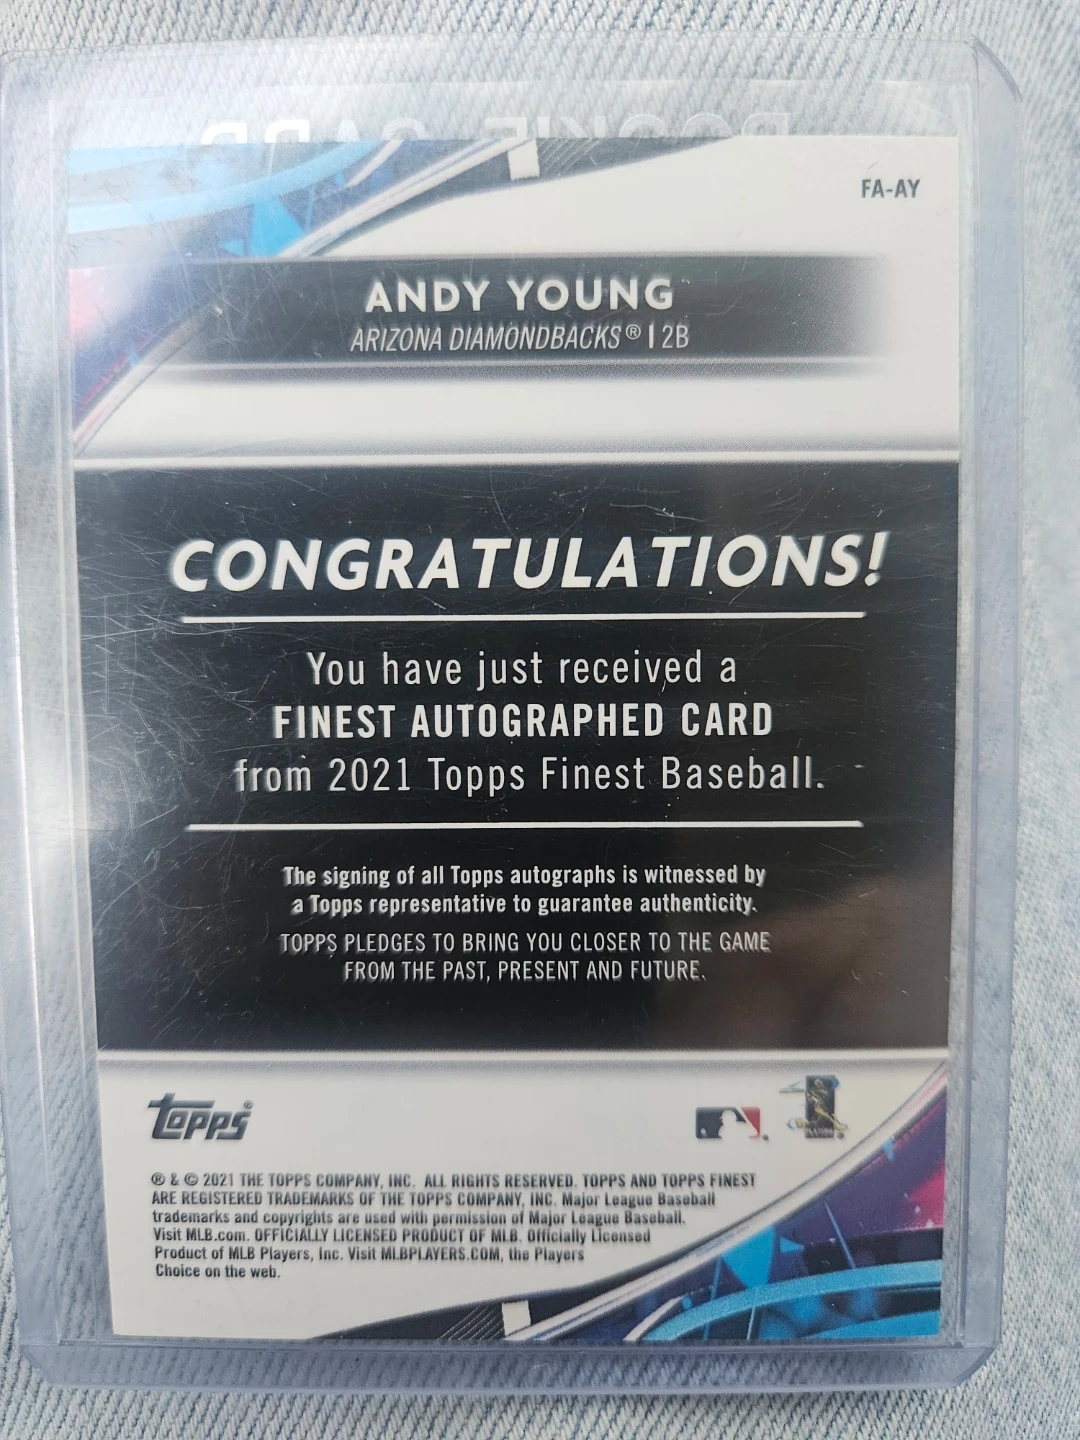 ROOKIE CARD
FA-AY
ANDY YOUNG
ARIZONA DIAMONDBACKS® | 2B
CONGRATULATIONS!
You have just received a
FINEST AUTOGRAPHED CARD
from 2021 Topps Finest Baseball.
The signing of all Topps autographs is witnessed by
a Topps representative to guarantee authenticity.
TOPPS PLEDGES TO BRING YOU CLOSER TO THE GAME
FROM THE PAST, PRESENT AND FUTURE.
Topps®
® & © 2021 THE TOPPS COMPANY, INC. ALL RIGHTS RESERVED. TOPPS AND TOPPS FINEST
ARE REGISTERED TRADEMARKS OF THE TOPPS COMPANY, INC. Major League Baseball
trademarks and copyrights are used with permission of Major League Baseball.
Visit MLB.com. OFFICIALLY LICENSED PRODUCT OF MLB. Officially Licensed
Product of MLB Players, Inc. Visit MLBPLAYERS.COM, the Players
Choice on the web.